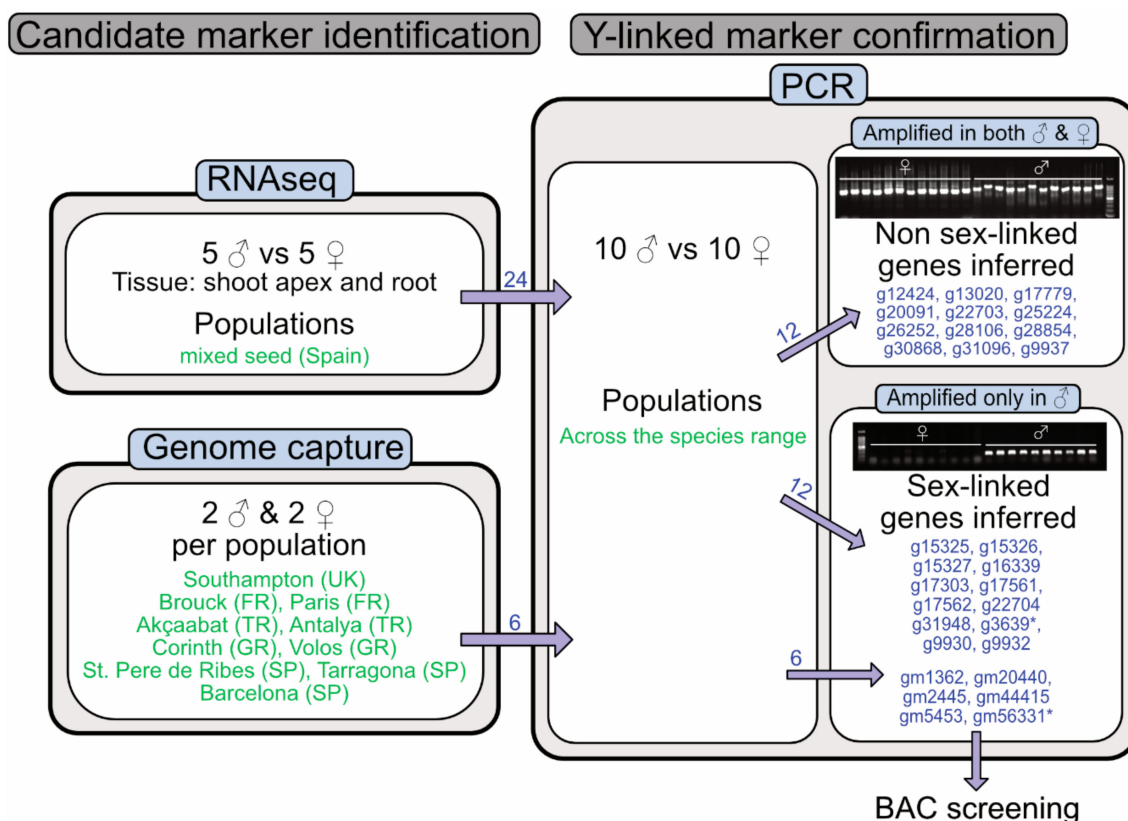 Candidate marker identification
Y-linked marker confirmation
PCR
RNAseq
5 ♂ vs 5 ♀
Tissue: shoot apex and root
Populations
mixed seed (Spain)
24
Genome capture
2 ♂ & 2 ♀
per population
Southampton (UK)
Brouck (FR), Paris (FR)
Akçaabat (TR), Antalya (TR)
Corinth (GR), Volos (GR)
St. Pere de Ribes (SP), Tarragona (SP)
Barcelona (SP)
6
10 ♂ vs 10 ♀
Populations
Across the species range
12
12
6
Amplified in both ♂ & ♀
♀ ♂
Non sex-linked
genes inferred
g12424, g13020, g17779,
g20091, g22703, g25224,
g26252, g28106, g28854,
g30868, g31096, g9937
Amplified only in ♂
♀ ♂
Sex-linked
genes inferred
g15325, g15326,
g15327, g16339
g17303, g17561,
g17562, g22704
g31948, g3639*,
g9930, g9932
gm1362, gm20440,
gm2445, gm44415
gm5453, gm56331*
BAC screening